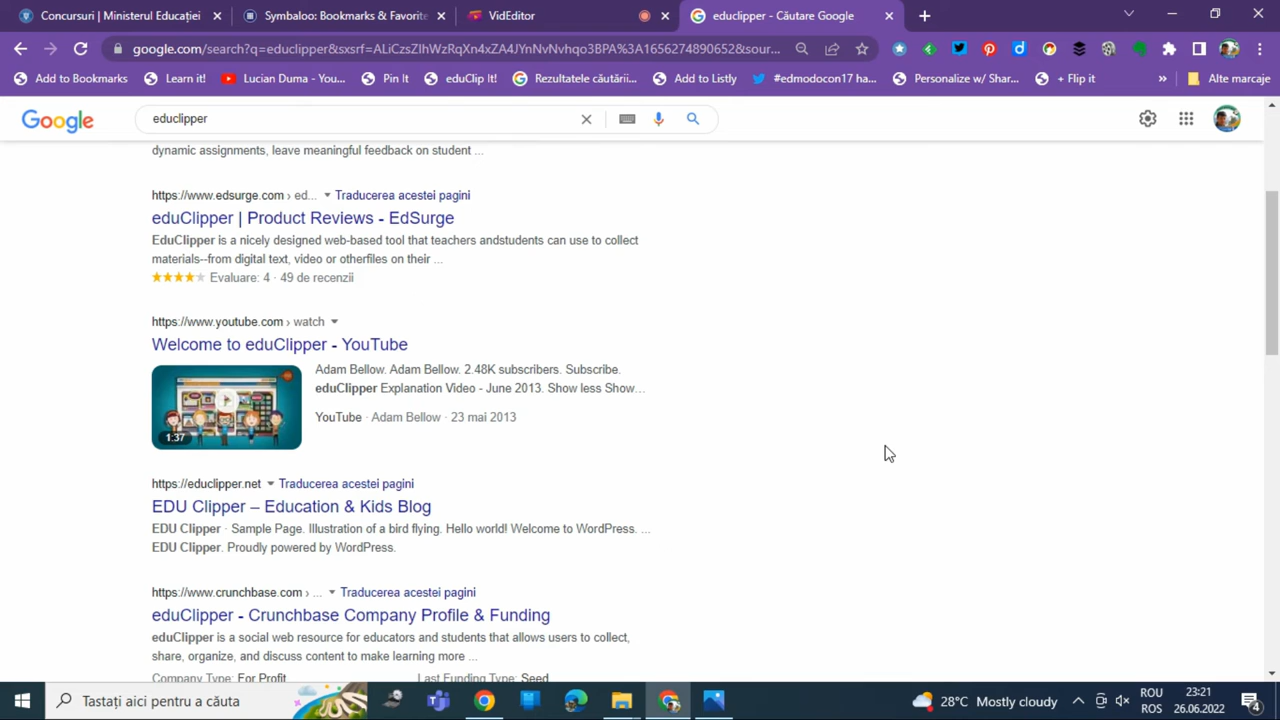 Concursuri | Ministerul Educației
Symbaloo: Bookmarks & Favorite
VidEditor
educlipper - Căutare Google
google.com/search?q=educlipper&sxsrf=ALiCzsZIhWzRqXn4xZA4JYnNvNvhqo3BPA%3A1656274890652&sour...
Add to Bookmarks
Learn it!
Lucian Duma - You...
Pin It
eduClip It!
Rezultatele căutării...
Add to Listly
#edmodocon17 ha...
Personalize w/ Shar...
+ Flip it
»
Alte marcaje
Google
educlipper
dynamic assignments, leave meaningful feedback on student ...
https://www.edsurge.com › ed... Traducerea acestei pagini
eduClipper | Product Reviews - EdSurge
EduClipper is a nicely designed web-based tool that teachers andstudents can use to collect
materials--from digital text, video or otherfiles on their ...
Evaluare: 4 · 49 de recenzii
https://www.youtube.com › watch
Welcome to eduClipper - YouTube
Adam Bellow. Adam Bellow. 2.48K subscribers. Subscribe.
eduClipper Explanation Video - June 2013. Show less Show...
YouTube · Adam Bellow · 23 mai 2013
1:37
https://educlipper.net Traducerea acestei pagini
EDU Clipper – Education & Kids Blog
EDU Clipper · Sample Page. Illustration of a bird flying. Hello world! Welcome to WordPress. ...
EDU Clipper. Proudly powered by WordPress.
https://www.crunchbase.com › ... Traducerea acestei pagini
eduClipper - Crunchbase Company Profile & Funding
eduClipper is a social web resource for educators and students that allows users to collect,
share, organize, and discuss content to make learning more ...
Company Type: For Profit Last Funding Type: Seed
Tastați aici pentru a căuta
28°C Mostly cloudy
ROU
ROS
23:21
26.06.2022
4